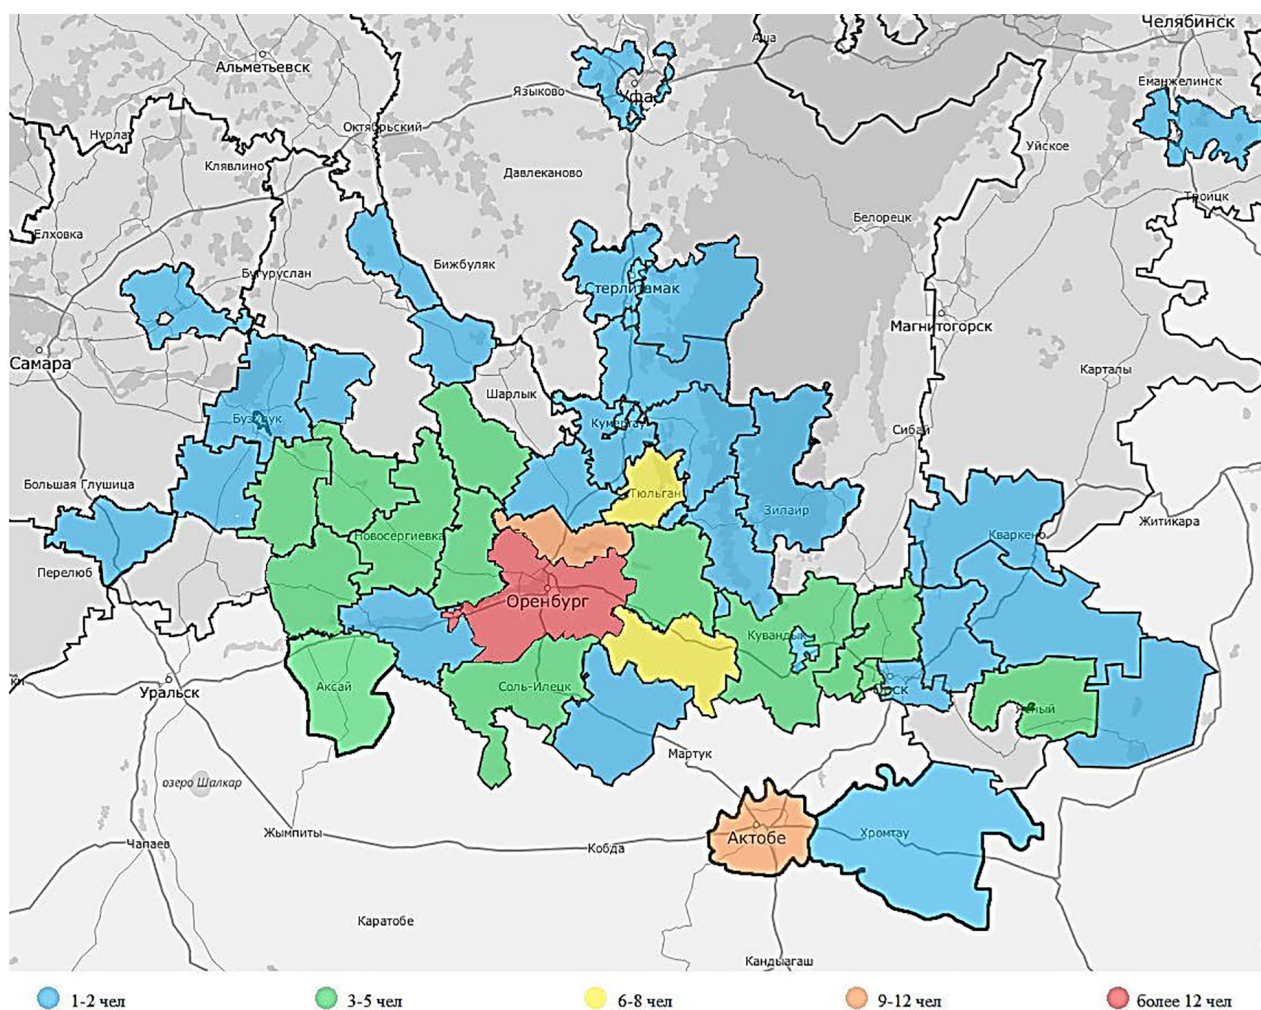 Челябинск
Аша
Альметьевск
Еманжелинск
Языково
Уфа
Октябрьский
Нурлат
Уйское
Клявлино
Давлеканово
Троицк
Белорецк
Елховка
Бижбуляк
Бугуруслан
Стерлитамак
Магнитогорск
Самара
Карталы
Шарлык
Бузулук
Кумертау
Сибай
Большая Глушица
Тюльган
Зилаир
Житикара
Новосергиевка
Кваркено
Перелюб
Оренбург
Кувандык
Уральск
Аксай
Соль-Илецк
Орск
Ясный
Мартук
озеро Шалкар
Жымпиты
Актобе
Хромтау
Чапаев
Кобда
Каратобе
Кандыагаш
1-2 чел
3-5 чел
6-8 чел
9-12 чел
более 12 чел